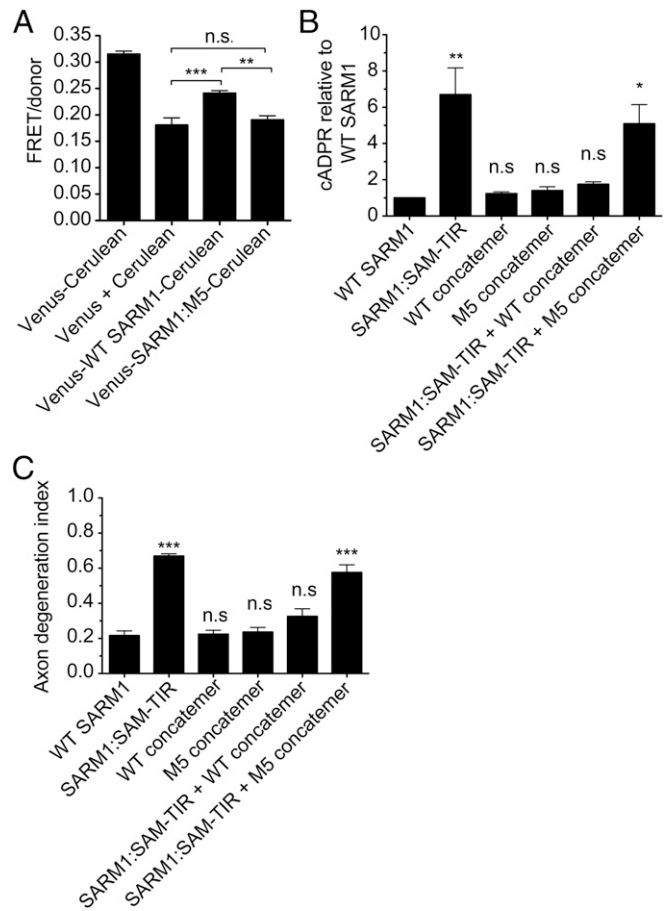 A
FRET/donor
0.35
0.30
0.25
0.20
0.15
0.10
0.05
0.00
n.s.
***
**
Venus-Cerulean
Venus + Cerulean
Venus-WT SARM1-Cerulean
Venus-SARM1:M5-Cerulean
B
cADPR relative to
WT SARM1
10
8
6
4
2
0
**
n.s
n.s
n.s
*
WT SARM1
SARM1:SAM-TIR
WT concatemer
M5 concatemer
SARM1:SAM-TIR + WT concatemer
SARM1:SAM-TIR + M5 concatemer
C
Axon degeneration index
1.0
0.8
0.6
0.4
0.2
0.0
***
n.s
n.s
n.s
***
WT SARM1
SARM1:SAM-TIR
WT concatemer
M5 concatemer
SARM1:SAM-TIR + WT concatemer
SARM1:SAM-TIR + M5 concatemer